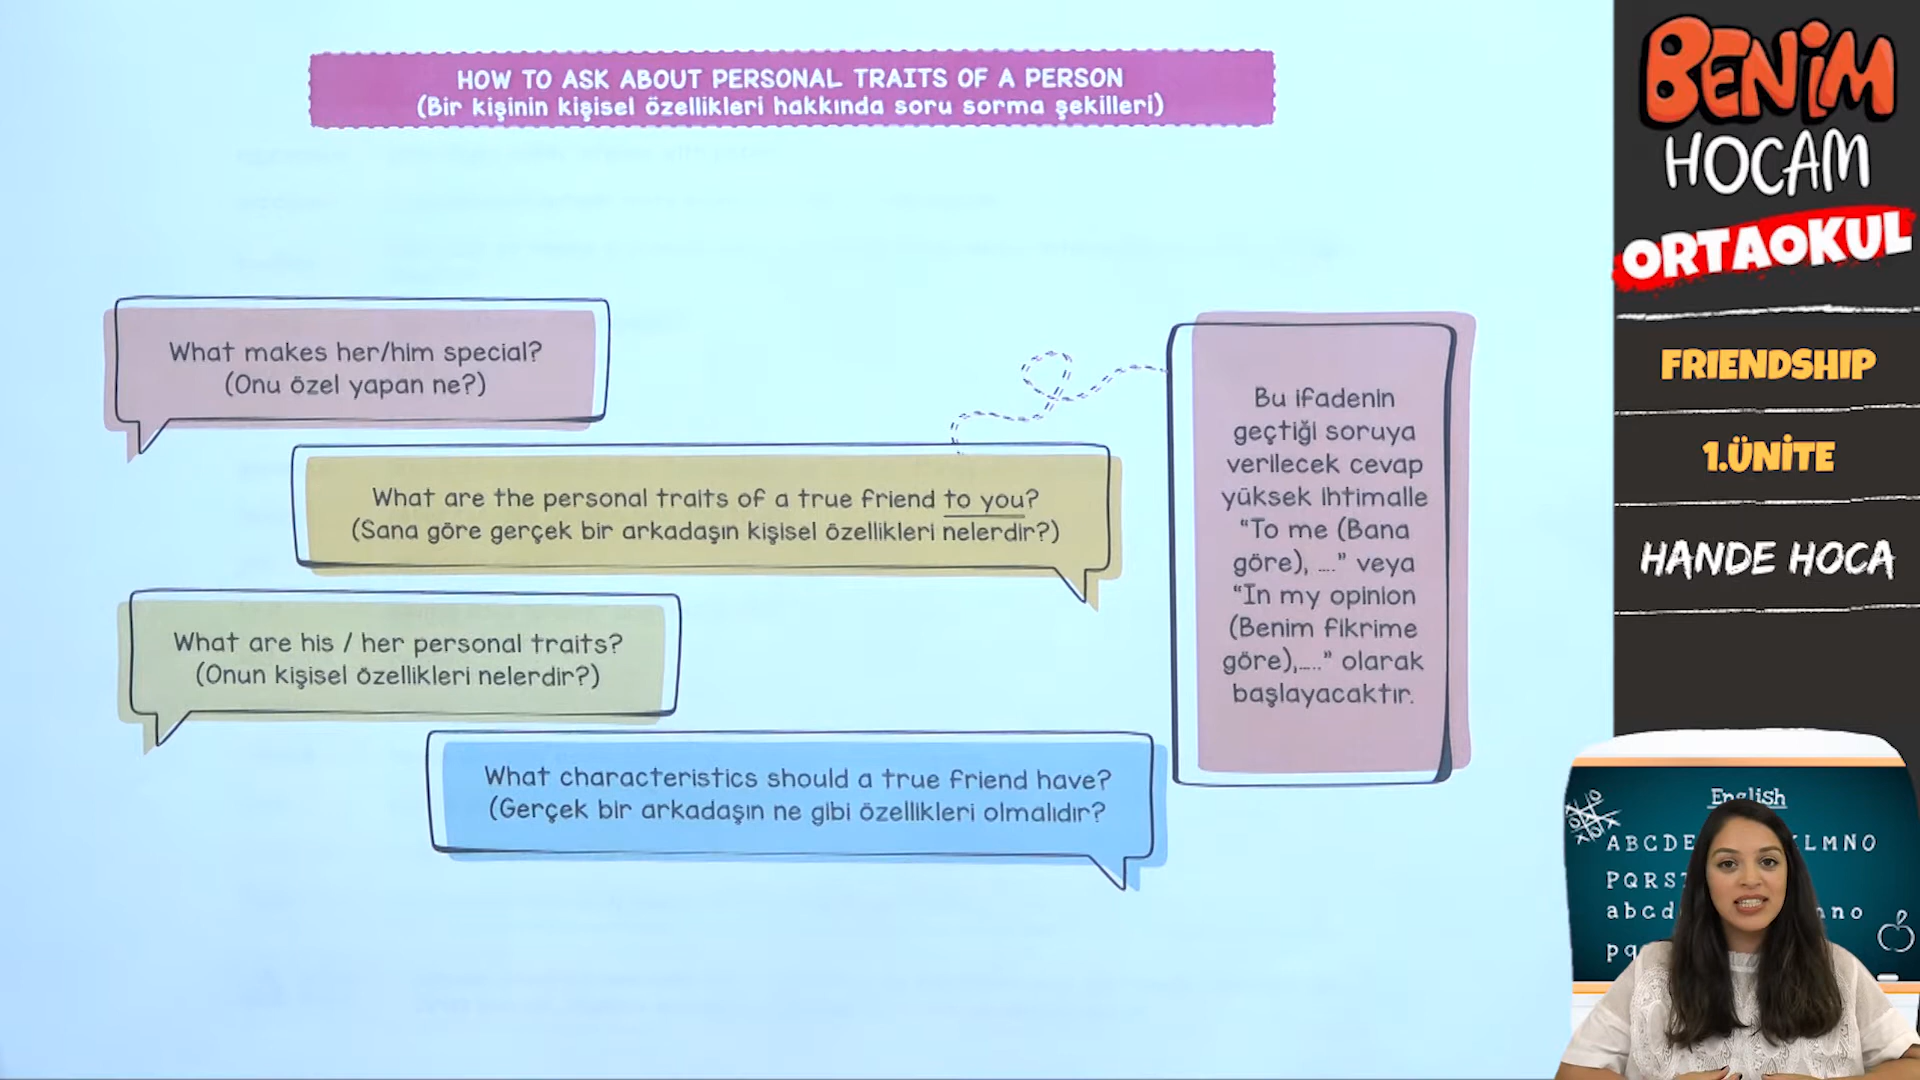 HOW TO ASK ABOUT PERSONAL TRAITS OF A PERSON
(Bir kişinin kişisel özellikleri hakkında soru sorma şekilleri)
What makes her/him special?
(Onu özel yapan ne?)
What are the personal traits of a true friend to you?
(Sana göre gerçek bir arkadaşın kişisel özellikleri nelerdir?)
What are his / her personal traits?
(Onun kişisel özellikleri nelerdir?)
What characteristics should a true friend have?
(Gerçek bir arkadaşın ne gibi özellikleri olmalıdır?
Bu ifadenin
geçtiği soruya
verilecek cevap
yüksek ihtimalle
"To me (Bana
göre), ...." veya
"In my opinion
(Benim fikrime
göre),....." olarak
başlayacaktır.
BENİM
HOCAM
ORTAOKUL
FRIENDSHIP
1.ÜNİTE
HANDE HOCA
English
ABCDE LMNO
PQRS
abcd no
pq